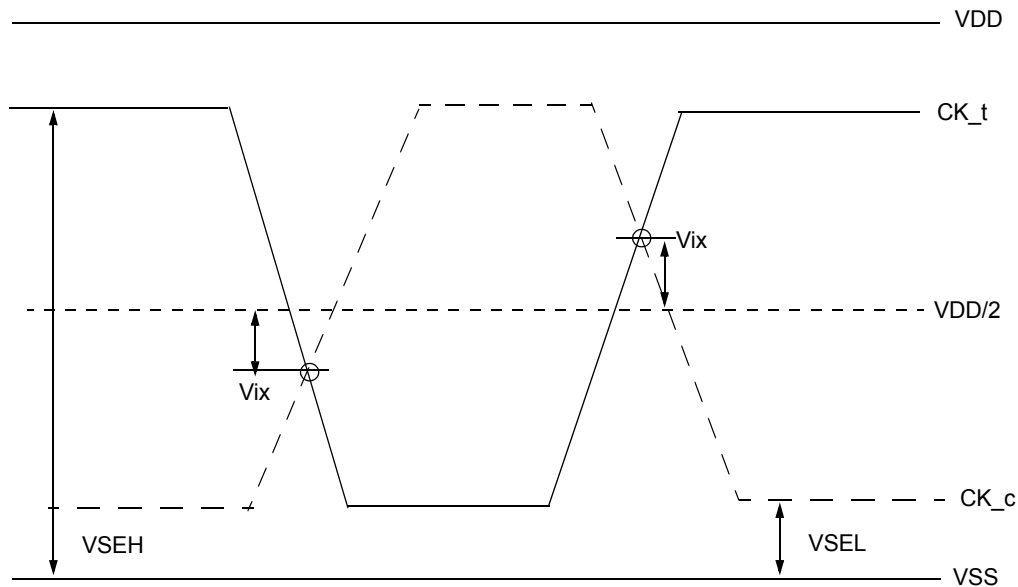 VDD
CK_t
Vix
VDD/2
Vix
CK_c
VSEH
VSEL
VSS